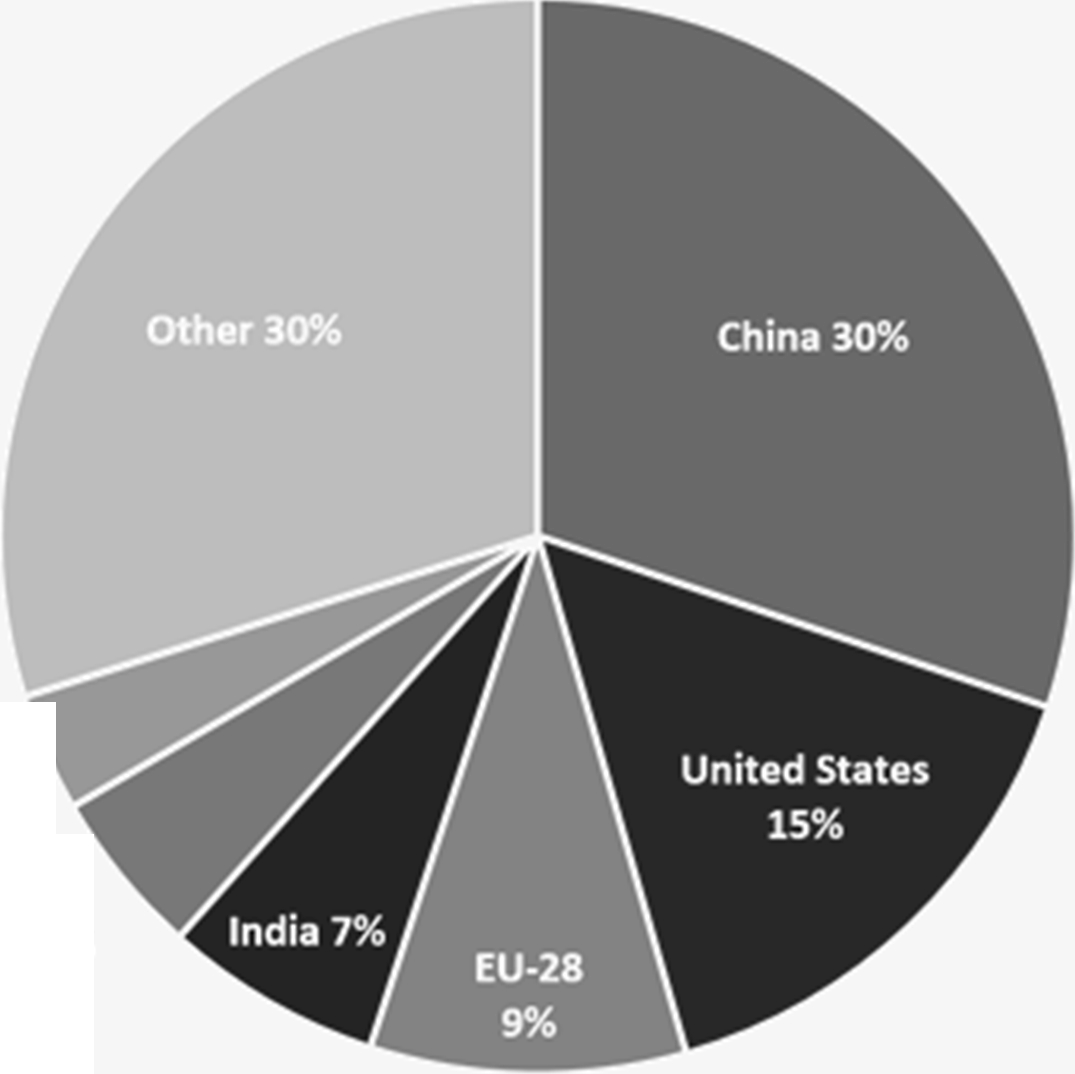 Other 30%
China 30%
United States
15%
India 7%
EU-28
9%